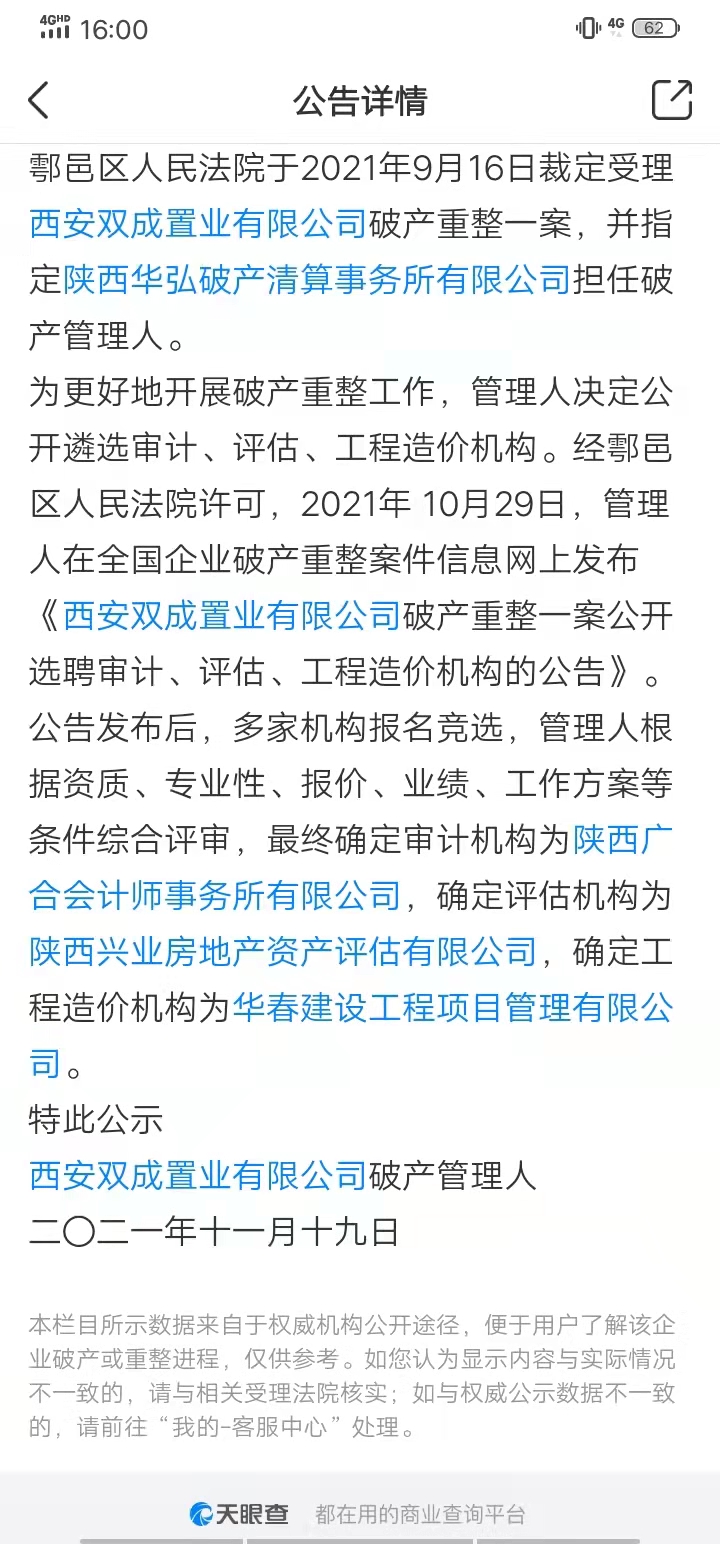 4GHD 16:00 4G 62
公告详情
鄠邑区人民法院于2021年9月16日裁定受理
西安双成置业有限公司破产重整一案，并指
定陕西华弘破产清算事务所有限公司担任破
产管理人。
为更好地开展破产重整工作，管理人决定公
开遴选审计、评估、工程造价机构。经鄠邑
区人民法院许可，2021年 10月29日，管理
人在全国企业破产重整案件信息网上发布
《西安双成置业有限公司破产重整一案公开
选聘审计、评估、工程造价机构的公告》。
公告发布后，多家机构报名竞选，管理人根
据资质、专业性、报价、业绩、工作方案等
条件综合评审，最终确定审计机构为陕西广
合会计师事务所有限公司，确定评估机构为
陕西兴业房地产资产评估有限公司，确定工
程造价机构为华春建设工程项目管理有限公
司。
特此公示
西安双成置业有限公司破产管理人
二〇二一年十一月十九日
本栏目所示数据来自于权威机构公开途径，便于用户了解该企
业破产或重整进程，仅供参考。如您认为显示内容与实际情况
不一致的，请与相关受理法院核实；如与权威公示数据不一致
的，请前往“我的-客服中心”处理。
天眼查 都在用的商业查询平台